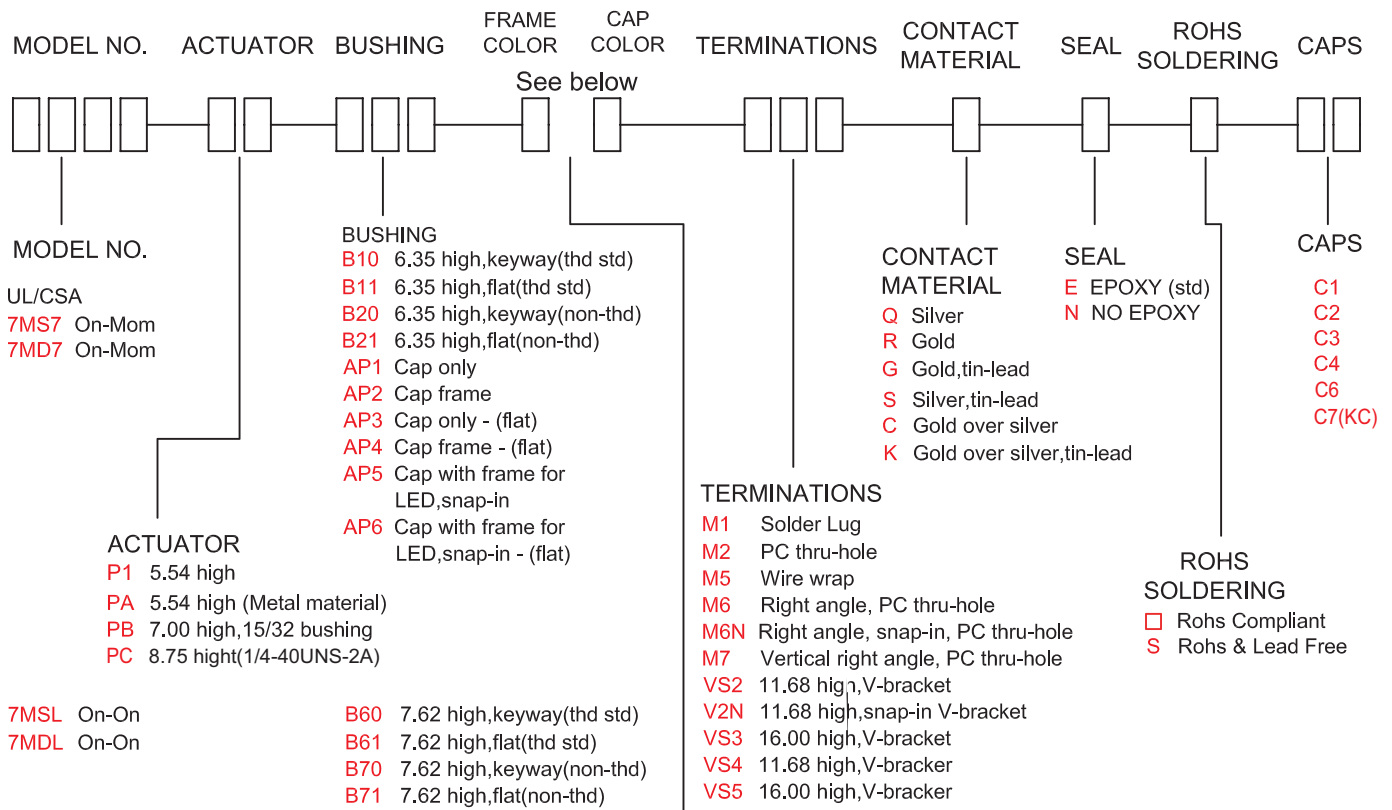 MODEL NO. ACTUATOR BUSHING FRAME COLOR CAP COLOR TERMINATIONS CONTACT MATERIAL SEAL ROHS SOLDERING CAPS
See below
MODEL NO.
UL/CSA
7MS7 On-Mom
7MD7 On-Mom
ACTUATOR
P1 5.54 high
PA 5.54 high (Metal material)
PB 7.00 high,15/32 bushing
PC 8.75 hight(1/4-40UNS-2A)
7MSL On-On
7MDL On-On
BUSHING
B10 6.35 high,keyway(thd std)
B11 6.35 high,flat(thd std)
B20 6.35 high,keyway(non-thd)
B21 6.35 high,flat(non-thd)
AP1 Cap only
AP2 Cap frame
AP3 Cap only - (flat)
AP4 Cap frame - (flat)
AP5 Cap with frame for
LED,snap-in
AP6 Cap with frame for
LED,snap-in - (flat)
B60 7.62 high,keyway(thd std)
B61 7.62 high,flat(thd std)
B70 7.62 high,keyway(non-thd)
B71 7.62 high,flat(non-thd)
TERMINATIONS
M1 Solder Lug
M2 PC thru-hole
M5 Wire wrap
M6 Right angle, PC thru-hole
M6N Right angle, snap-in, PC thru-hole
M7 Vertical right angle, PC thru-hole
VS2 11.68 high,V-bracket
V2N 11.68 high,snap-in V-bracket
VS3 16.00 high,V-bracket
VS4 11.68 high,V-bracker
VS5 16.00 high,V-bracker
CONTACT
MATERIAL
Q Silver
R Gold
G Gold,tin-lead
S Silver,tin-lead
C Gold over silver
K Gold over silver,tin-lead
SEAL
E EPOXY (std)
N NO EPOXY
ROHS
SOLDERING
□ Rohs Compliant
S Rohs & Lead Free
CAPS
C1
C2
C3
C4
C6
C7(KC)